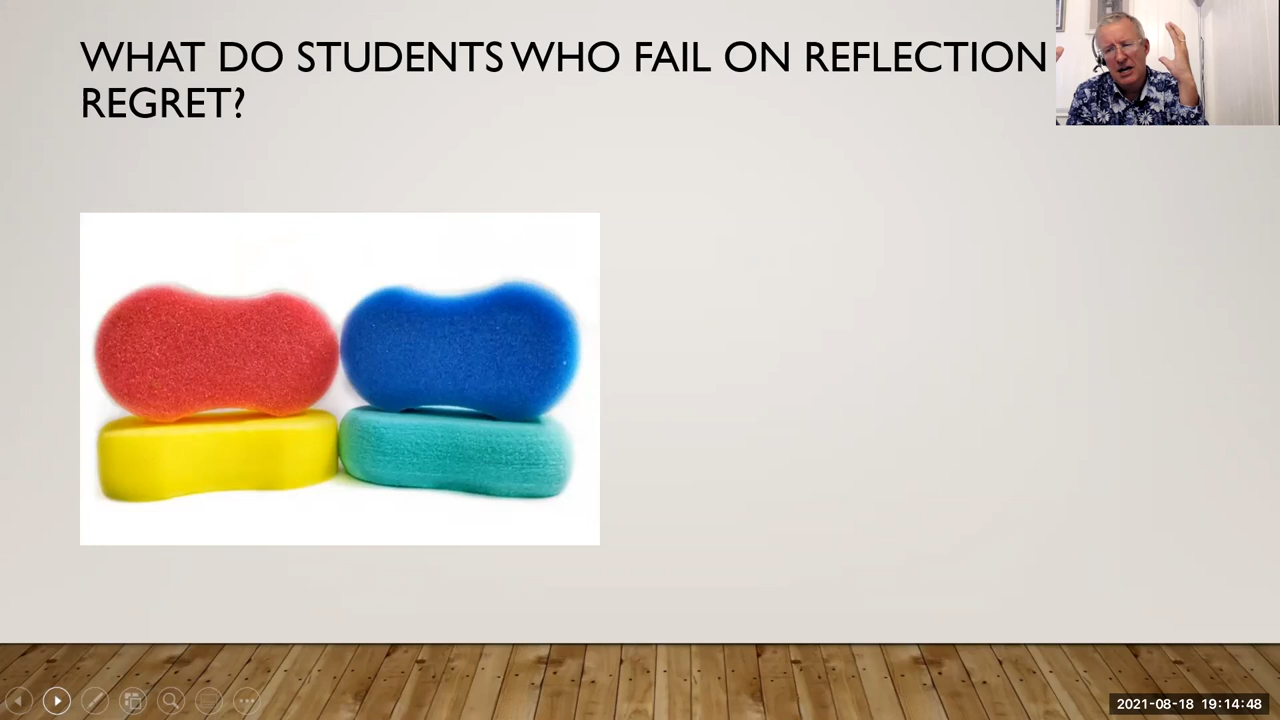 WHAT DO STUDENTS WHO FAIL ON REFLECTION
REGRET?
2021-08-18 19:14:48